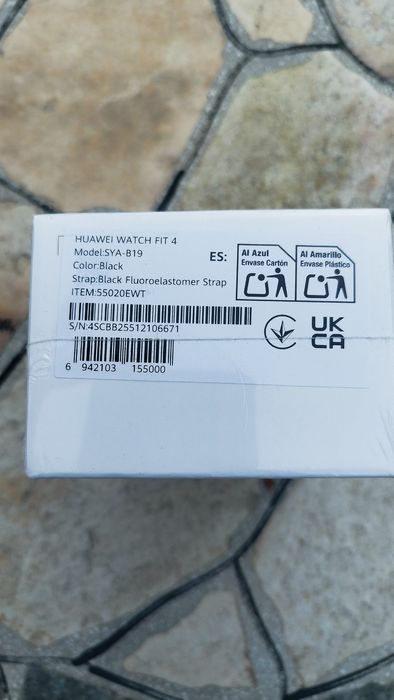 HUAWEI WATCH FIT 4
Model:SYA-B19
Color:Black
Strap:Black Fluoroelastomer Strap
ITEM:55020EWT
S/N:4SCBB25512106671
6 942103 155000
ES:
Al Azul
Envase Cartón
Al Amarillo
Envase Plástico
UK
CA